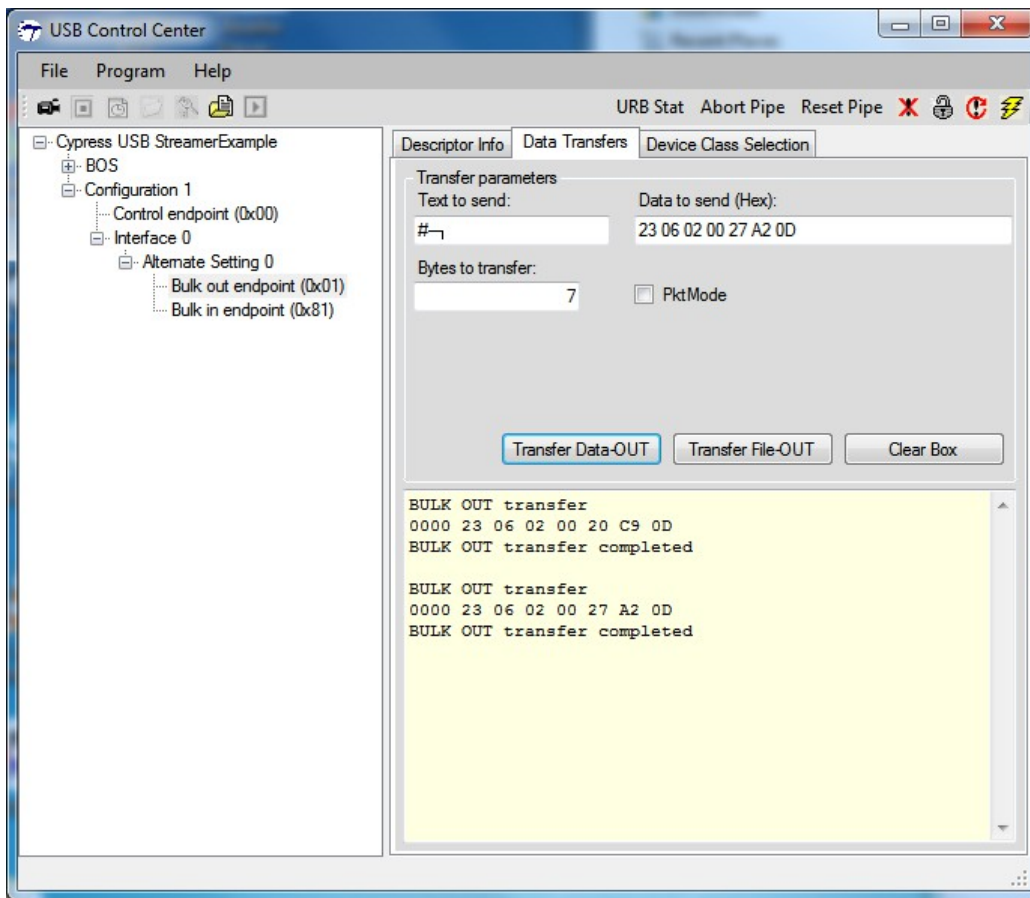 USB Control Center
File Program Help
URB Stat Abort Pipe Reset Pipe
Cypress USB StreamerExample
BOS
Configuration 1
Control endpoint (0x00)
Interface 0
Alternate Setting 0
Bulk out endpoint (0x01)
Bulk in endpoint (0x81)
Descriptor Info Data Transfers Device Class Selection
Transfer parameters
Text to send: Data to send (Hex):
#¬ 23 06 02 00 27 A2 0D
Bytes to transfer:
7 PktMode
Transfer Data-OUT Transfer File-OUT Clear Box
BULK OUT transfer
0000 23 06 02 00 20 C9 0D
BULK OUT transfer completed
BULK OUT transfer
0000 23 06 02 00 27 A2 0D
BULK OUT transfer completed